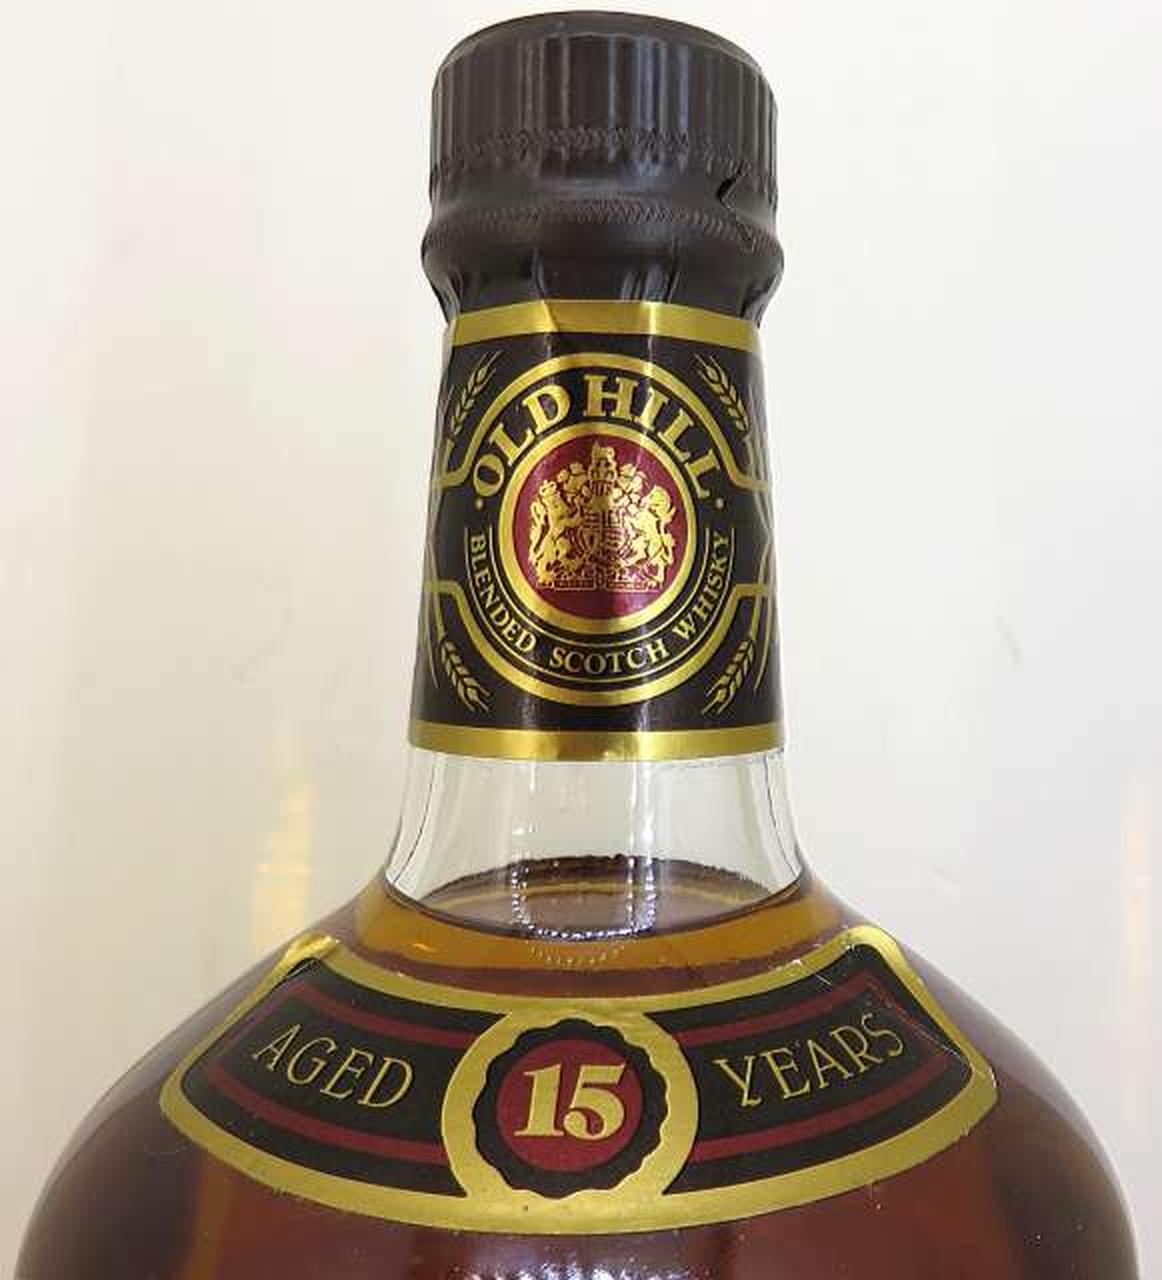 OLD HILL
BLENDED SCOTCH WHISKY
AGED 15 YEARS